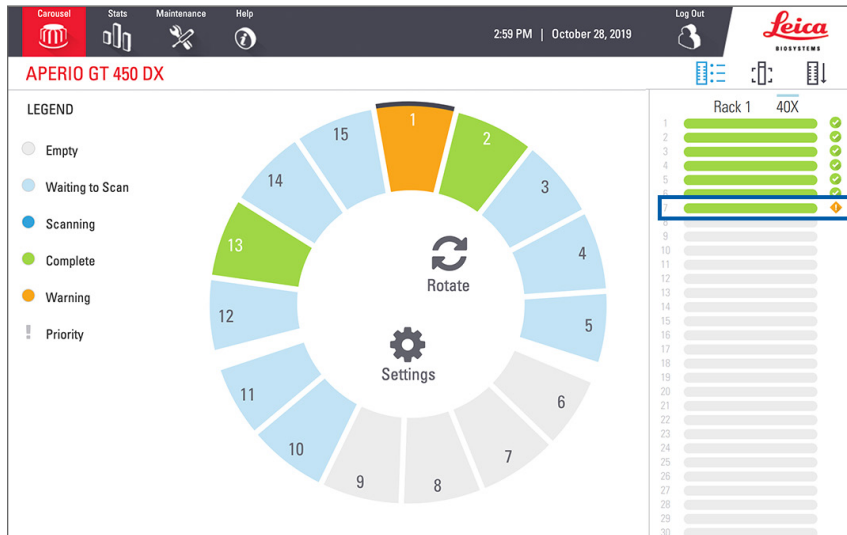 Carousel Stats Maintenance Help
2:59 PM | October 28, 2019
Log Out
Leica
BIOSYSTEMS
APERIO GT 450 DX
LEGEND
Empty
Waiting to Scan
Scanning
Complete
Warning
! Priority
1
2
3
4
5
6
7
8
9
10
11
12
13
14
15
Rotate
Settings
Rack 1 40X
1
2
3
4
5
6
7
8
9
10
11
12
13
14
15
16
17
18
19
20
21
22
23
24
25
26
27
28
29
30